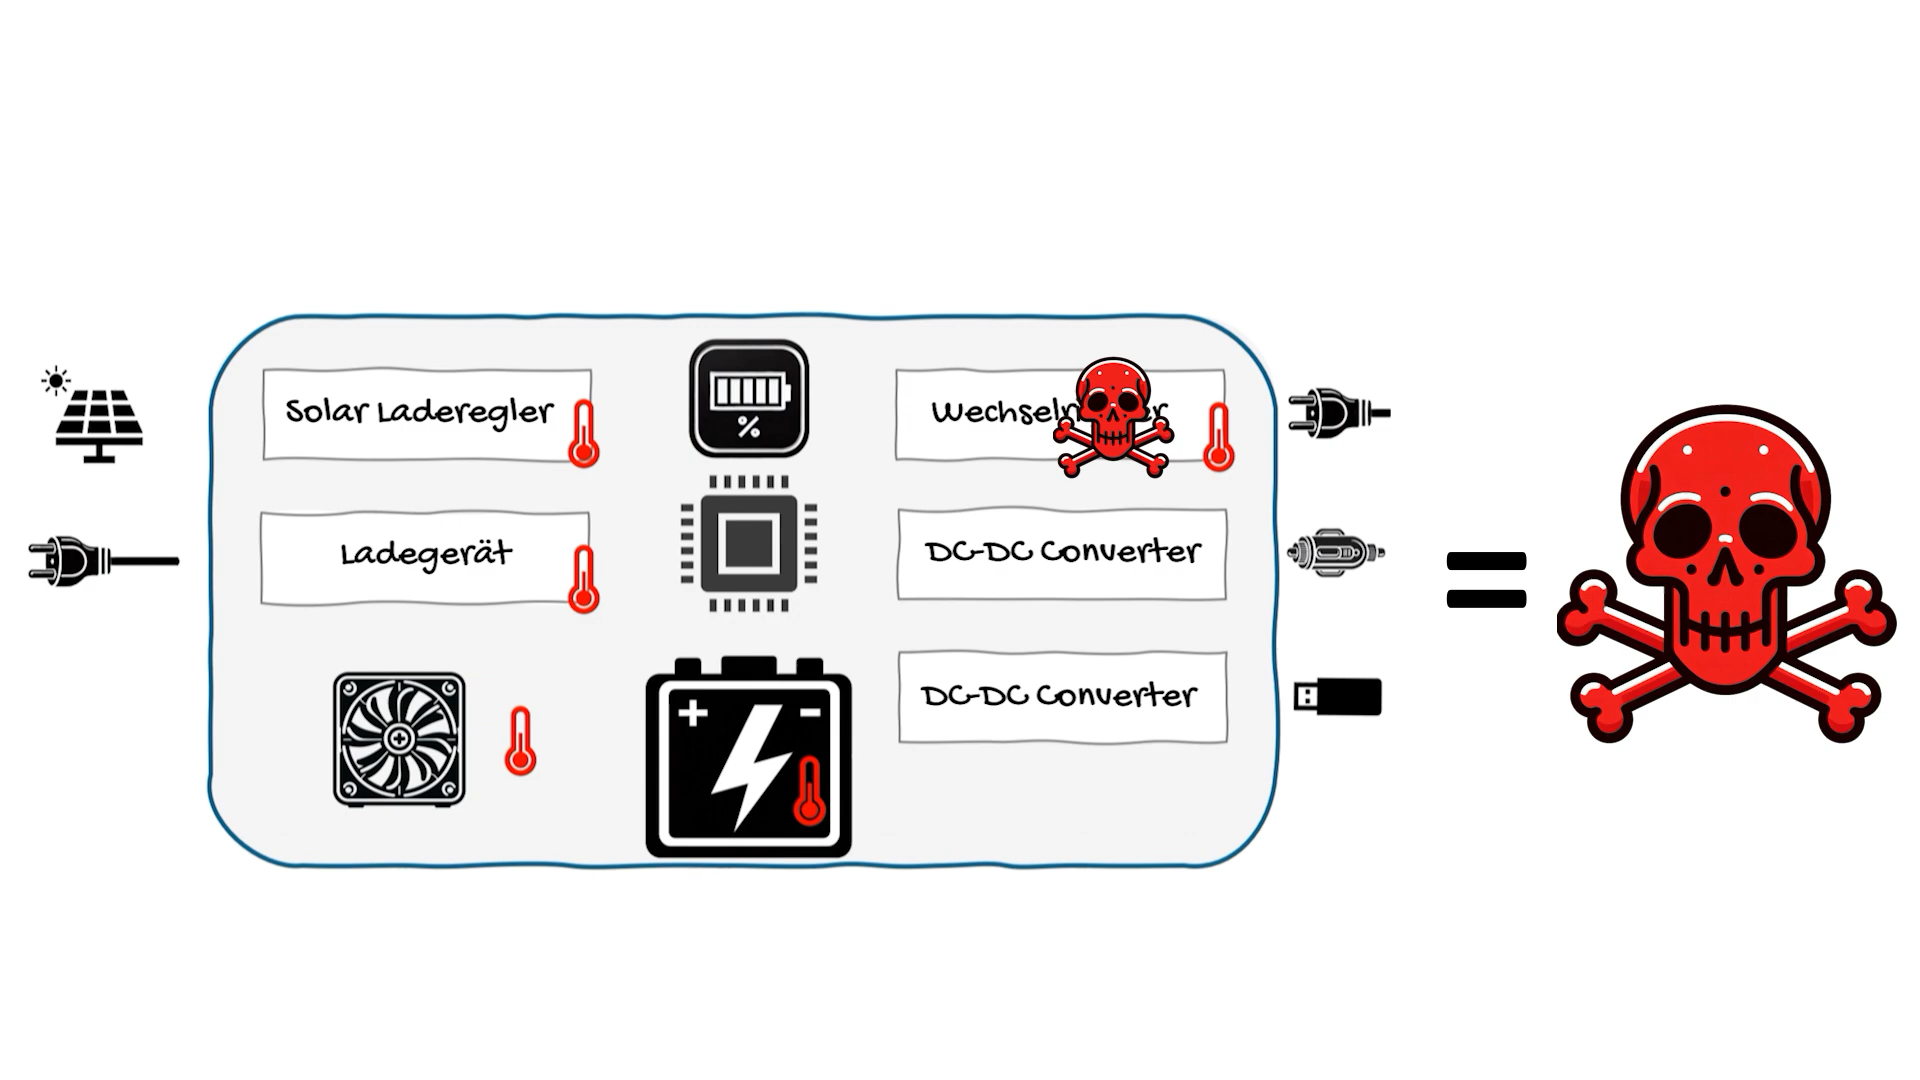 Solar Laderegler
%
Ladegerät
+ -
DC-DC Converter
DC-DC Converter
=